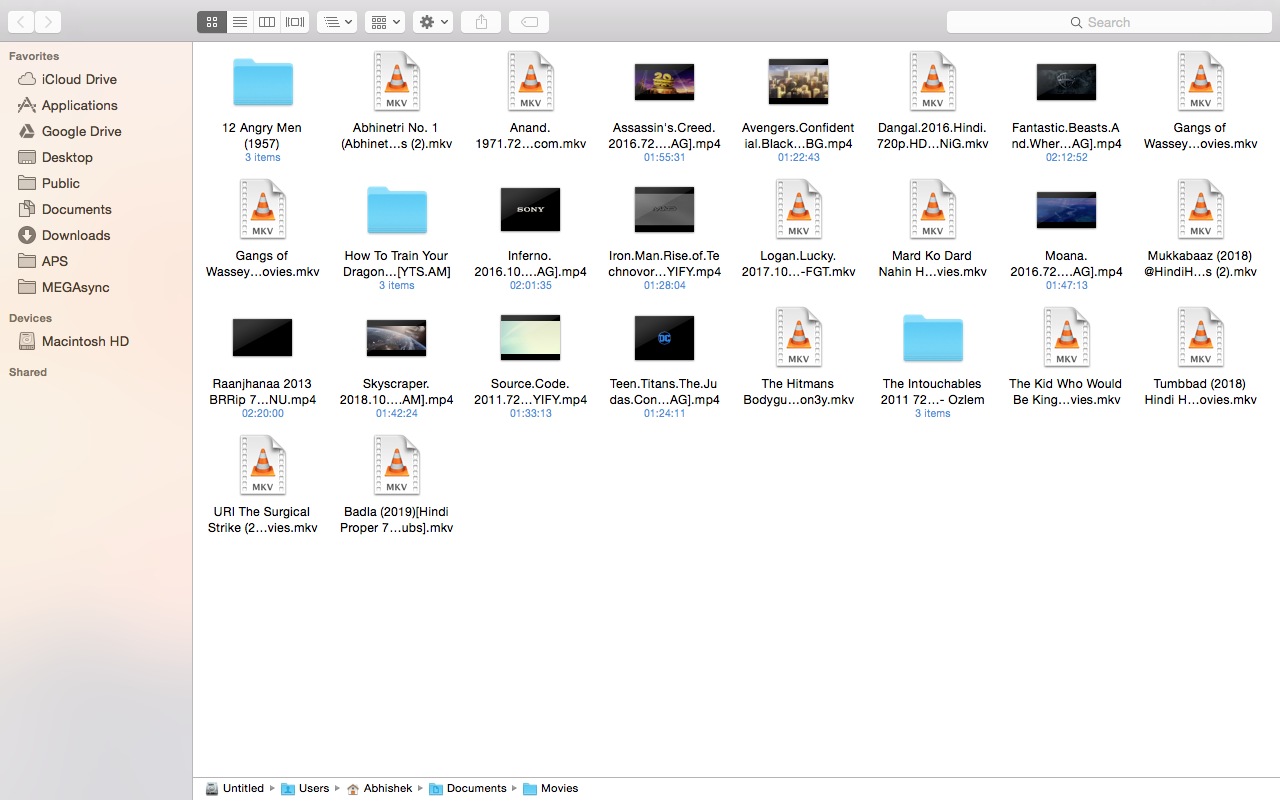 Search
Favorites
iCloud Drive
Applications
Google Drive
Desktop
Public
Documents
Downloads
APS
MEGAsync
Devices
Macintosh HD
Shared
MKV
MKV
MKV
MKV
12 Angry Men
(1957)
3 items
Abhinetri No. 1
(Abhinet...s (2).mkv
Anand.
1971.72....com.mkv
Assassin's.Creed.
2016.72....AG].mp4
01:55:31
Avengers.Confident
ial.Black...BG.mp4
01:22:43
Dangal.2016.Hindi.
720p.HD...NiG.mkv
Fantastic.Beasts.A
nd.Wher...AG].mp4
02:12:52
Gangs of
Wassey...ovies.mkv
MKV
SONY
MKV
MKV
MKV
Gangs of
Wassey...ovies.mkv
How To Train Your
Dragon...[YTS.AM]
3 items
Inferno.
2016.10....AG].mp4
02:01:35
Iron.Man.Rise.of.Te
chnovor...YIFY.mp4
01:28:04
Logan.Lucky.
2017.10...-FGT.mkv
Mard Ko Dard
Nahin H...vies.mkv
Moana.
2016.72....AG].mp4
01:47:13
Mukkabaaz (2018)
@HindiH...s (2).mkv
DC
MKV
MKV
MKV
Raanjhanaa 2013
BRRip 7...NU.mp4
02:20:00
Skyscraper.
2018.10....AM].mp4
01:42:24
Source.Code.
2011.72...YIFY.mp4
01:33:13
Teen.Titans.The.Ju
das.Con...AG].mp4
01:24:11
The Hitmans
Bodygu...on3y.mkv
The Intouchables
2011 72...- Ozlem
3 items
The Kid Who Would
Be King...vies.mkv
Tumbbad (2018)
Hindi H...ovies.mkv
MKV
MKV
URI The Surgical
Strike (2...vies.mkv
Badla (2019)[Hindi
Proper 7...ubs].mkv
Untitled Users Abhishek Documents Movies